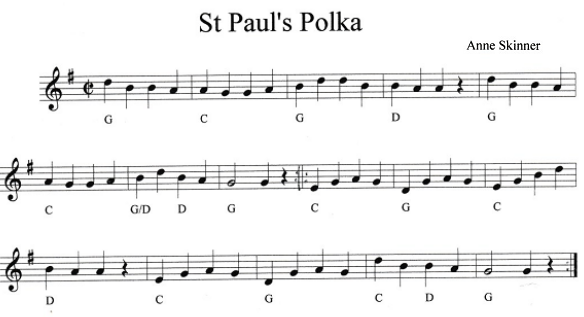 St Paul's Polka
Anne Skinner
G C G D G
C G/D D G C G C
D C G C D G